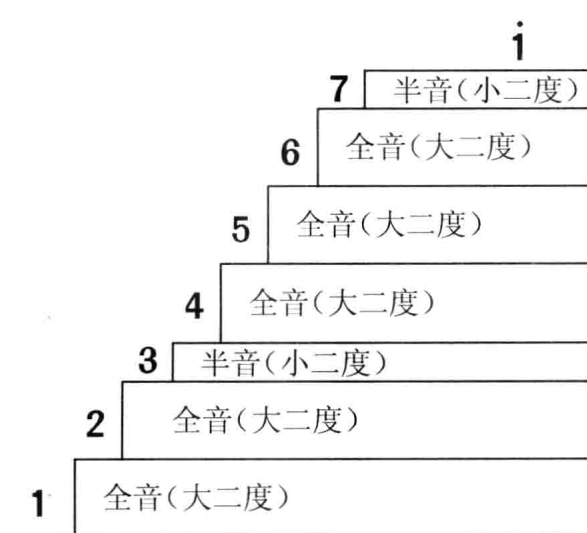 i
7 半音(小二度)
6 全音(大二度)
5 全音(大二度)
4 全音(大二度)
3 半音(小二度)
2 全音(大二度)
1 全音(大二度)